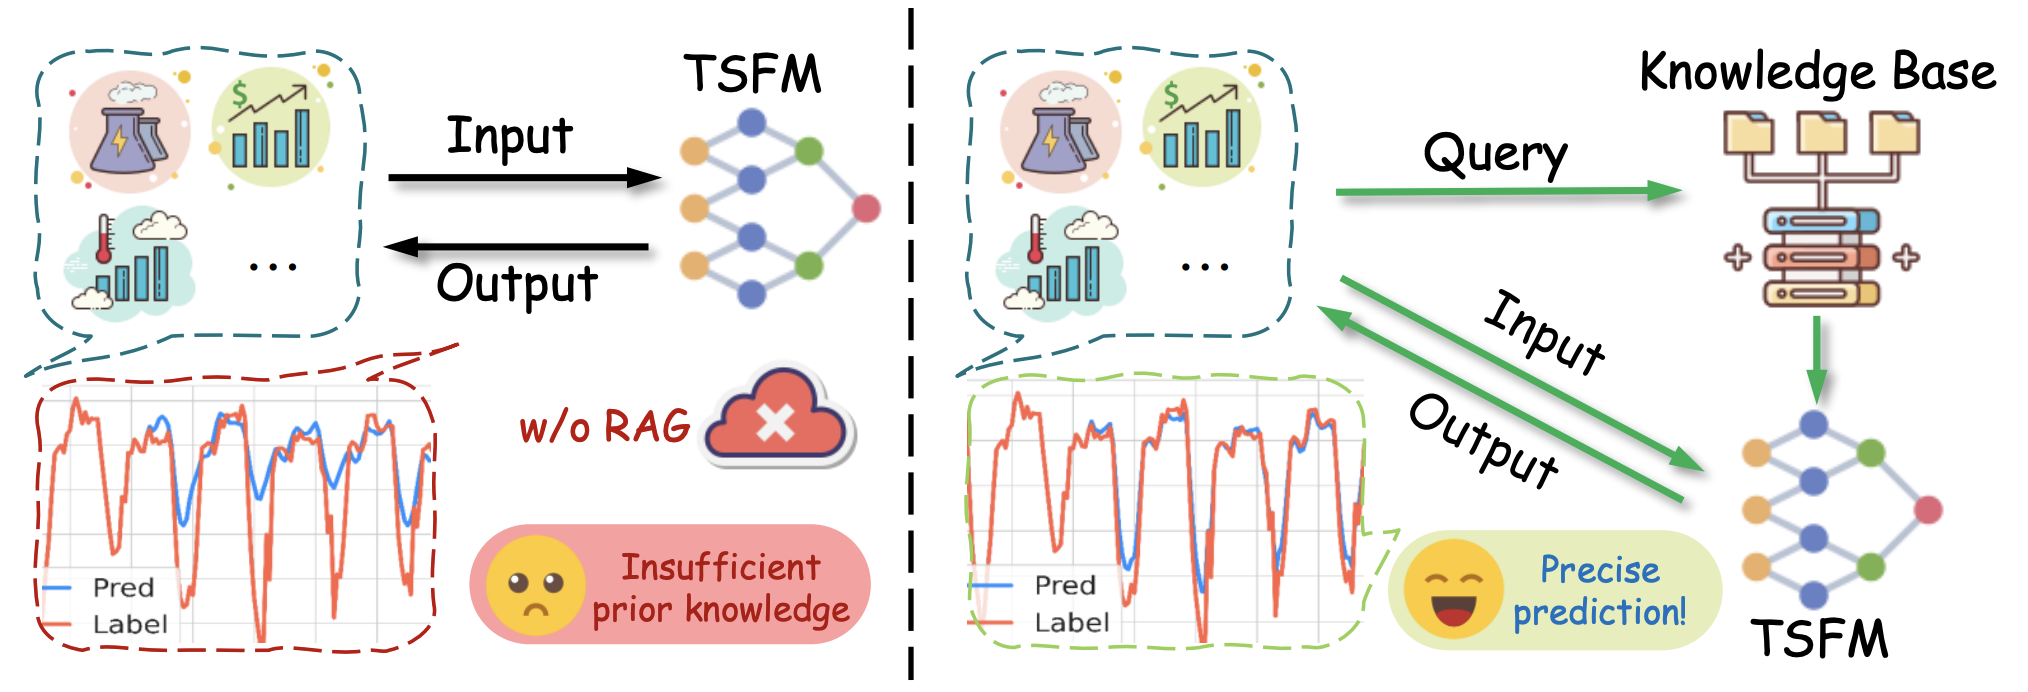 TSFM
Input
Output
$
...
w/o RAG
Pred
Label
Insufficient
prior knowledge
Knowledge Base
Query
$
...
Input
Output
Pred
Label
Precise
prediction!
TSFM